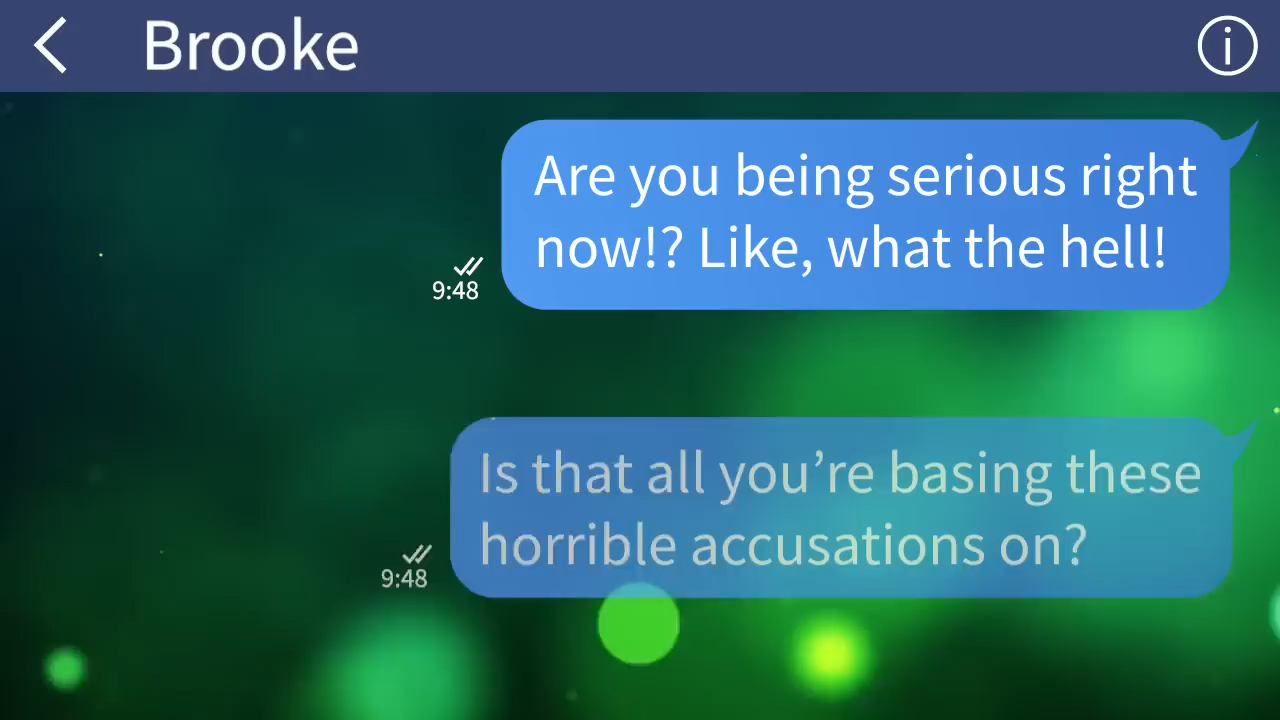 Brooke
Are you being serious right
now!? Like, what the hell!
9:48
Is that all you’re basing these
horrible accusations on?
9:48